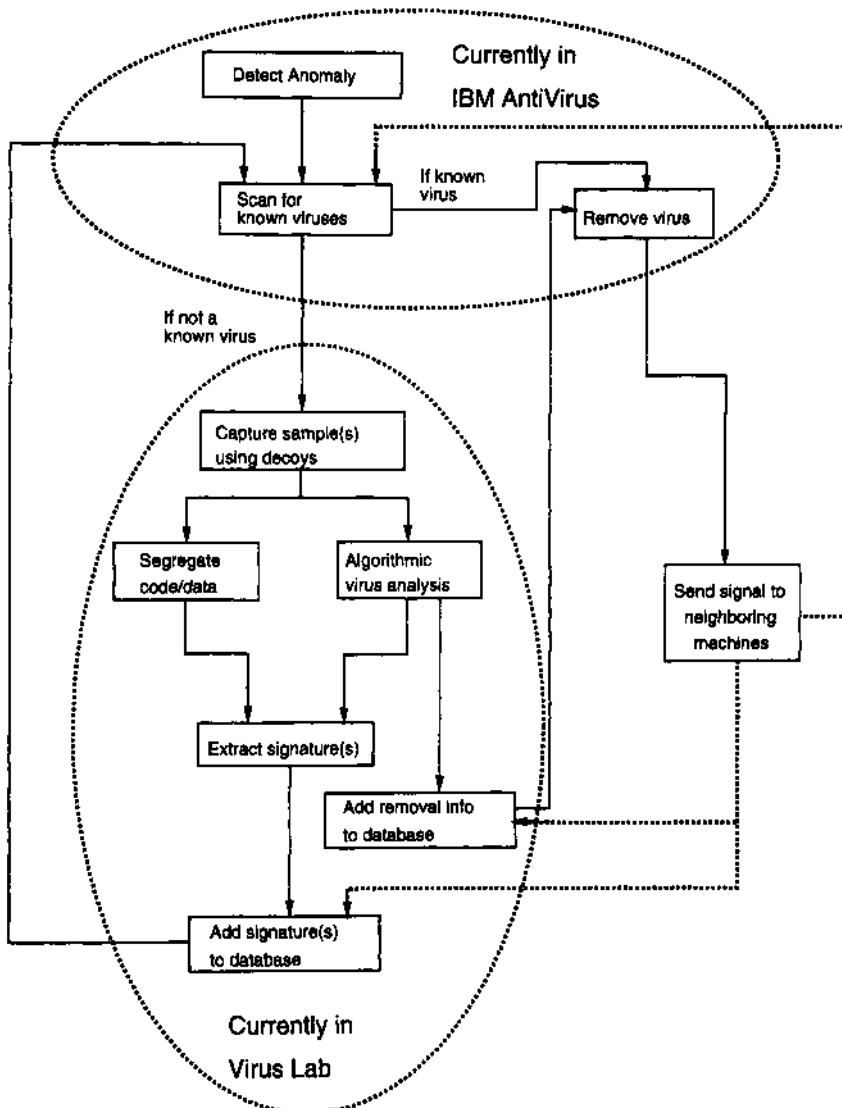 Detect Anomaly
Currently in
IBM AntiVirus
Scan for
known viruses
If known
virus
Remove virus
If not a
known virus
Capture sample(s)
using decoys
Segregate
code/data
Algorithmic
virus analysis
Send signal to
neighboring
machines
Extract signature(s)
Add removal info
to database
Add signature(s)
to database
Currently in
Virus Lab